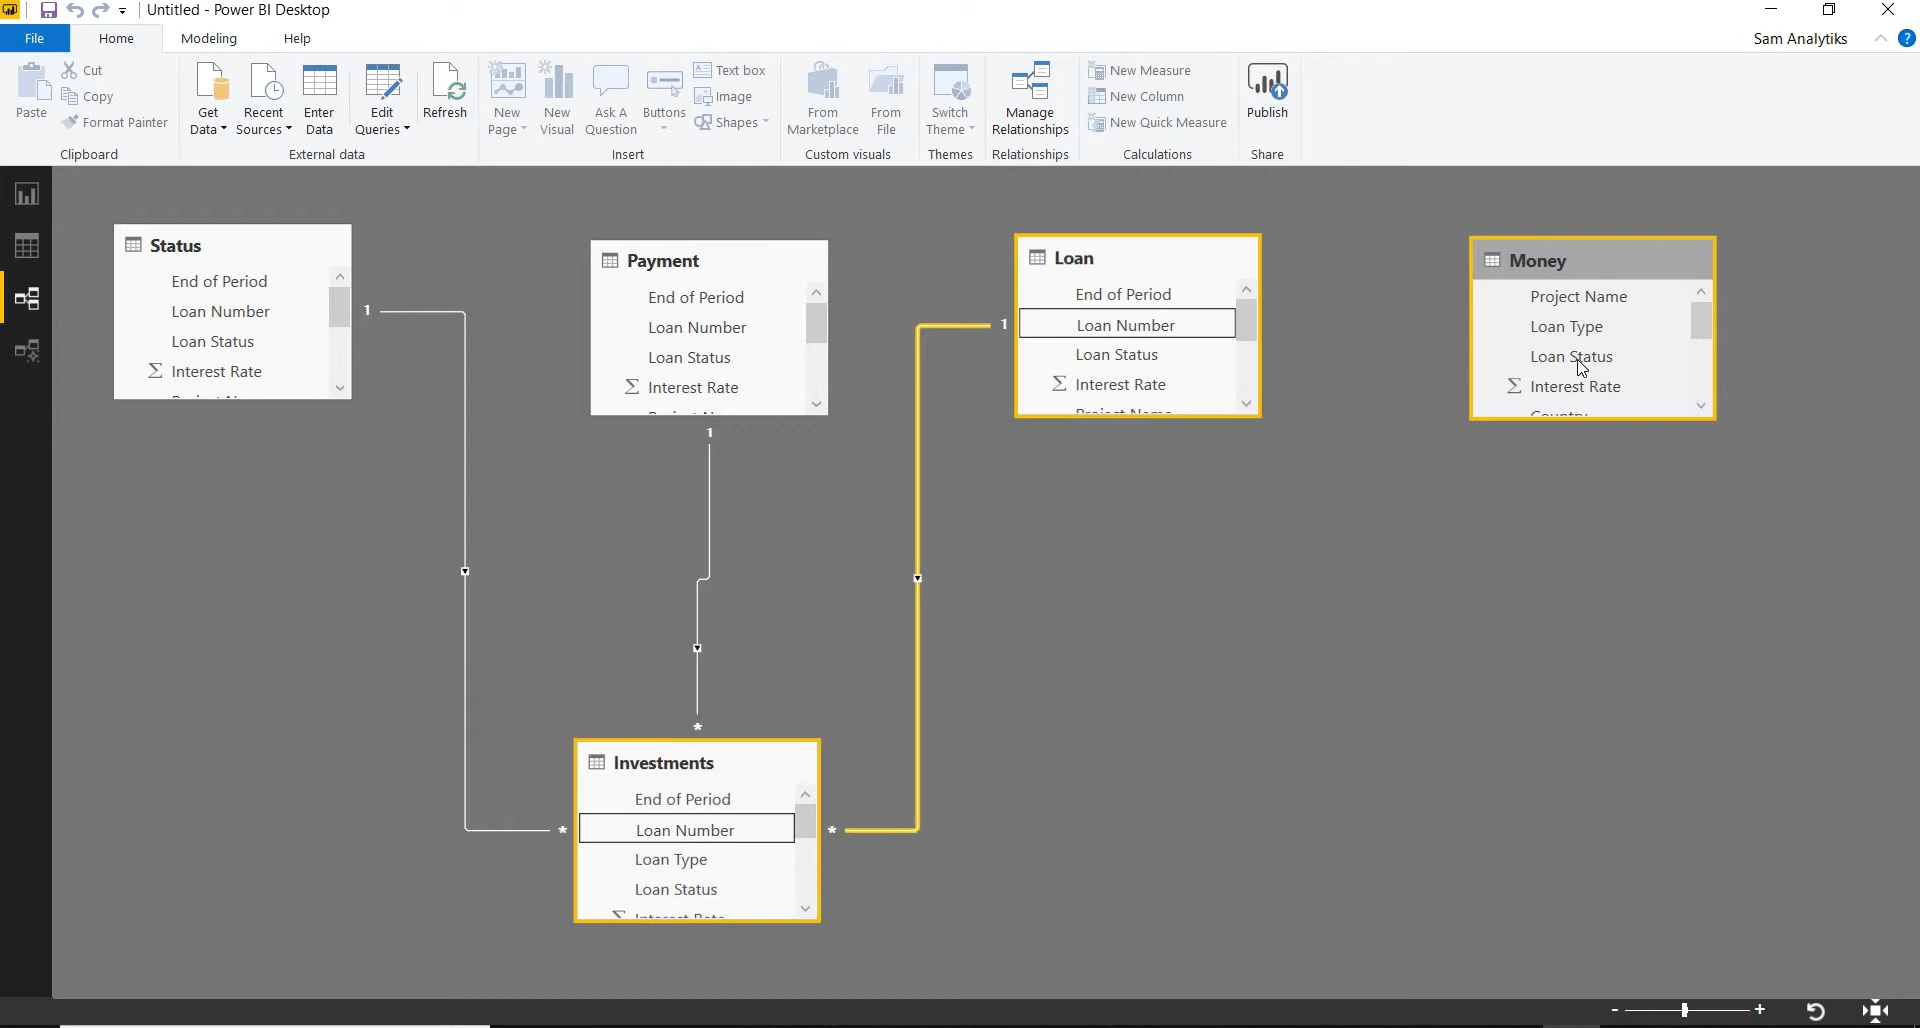 Untitled - Power BI Desktop
File Home Modeling Help Sam Analytiks ?
Paste
Cut
Copy
Format Painter
Clipboard
Get Data
Recent Sources
Enter Data
Edit Queries
Refresh
External data
New Page
New Visual
Ask A Question
Buttons
Text box
Image
Shapes
Insert
From Marketplace
From File
Custom visuals
Switch Theme
Themes
Manage Relationships
Relationships
New Measure
New Column
New Quick Measure
Calculations
Publish
Share
Status
End of Period
Loan Number
Loan Status
Σ Interest Rate
1
Payment
End of Period
Loan Number
Loan Status
Σ Interest Rate
1
*
Loan
End of Period
Loan Number
Loan Status
Σ Interest Rate
Project Name
1
Money
Project Name
Loan Type
Loan Status
Σ Interest Rate
Country
Investments
End of Period
* Loan Number *
Loan Type
Loan Status
Σ Interest Rate
- +